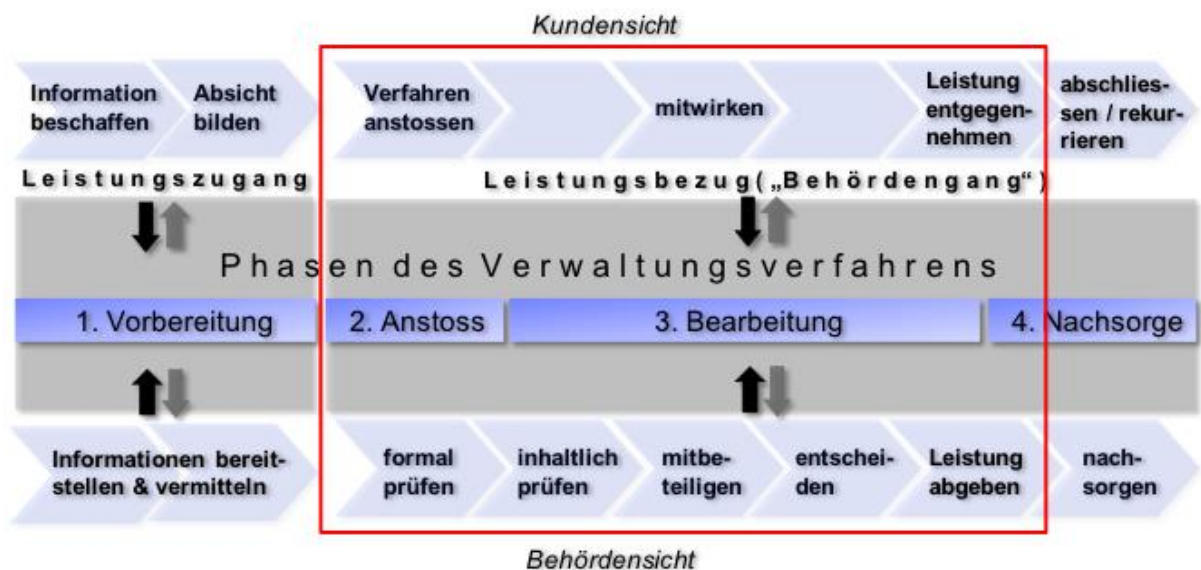 Kundensicht
Information
beschaffen
Absicht
bilden
Verfahren
anstossen
mitwirken
Leistung
entgegen-
nehmen
abschlies-
sen / rekur-
rieren
Leistungszugang
Leistungsbezug („Behördengang“)
Phasen des Verwaltungsverfahrens
1. Vorbereitung
2. Anstoss
3. Bearbeitung
4. Nachsorge
Informationen bereit-
stellen & vermitteln
formal
prüfen
inhaltlich
prüfen
mitbe-
teiligen
entschei-
den
Leistung
abgeben
nach-
sorgen
Behördensicht